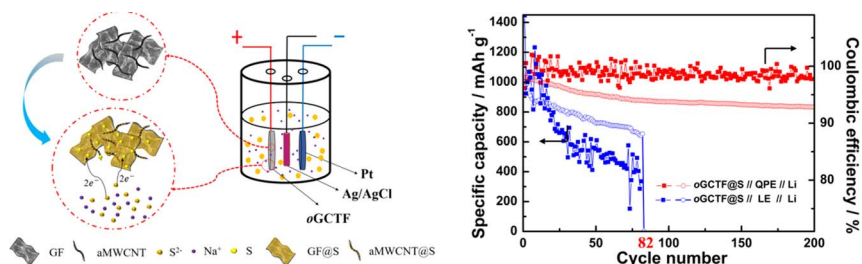 +
−
2e⁻
2e⁻
Pt
Ag/AgCl
oGCTF
GF aMWCNT S²⁻ Na⁺ S GF@S aMWCNT@S
Specific capacity / mAh g⁻¹
1600
1400
1200
1000
800
600
400
200
0
oGCTF@S // QPE // Li
oGCTF@S // LE // Li
0 50 82 100 150 200
Cycle number
100
90
80
Coulombic efficiency / %